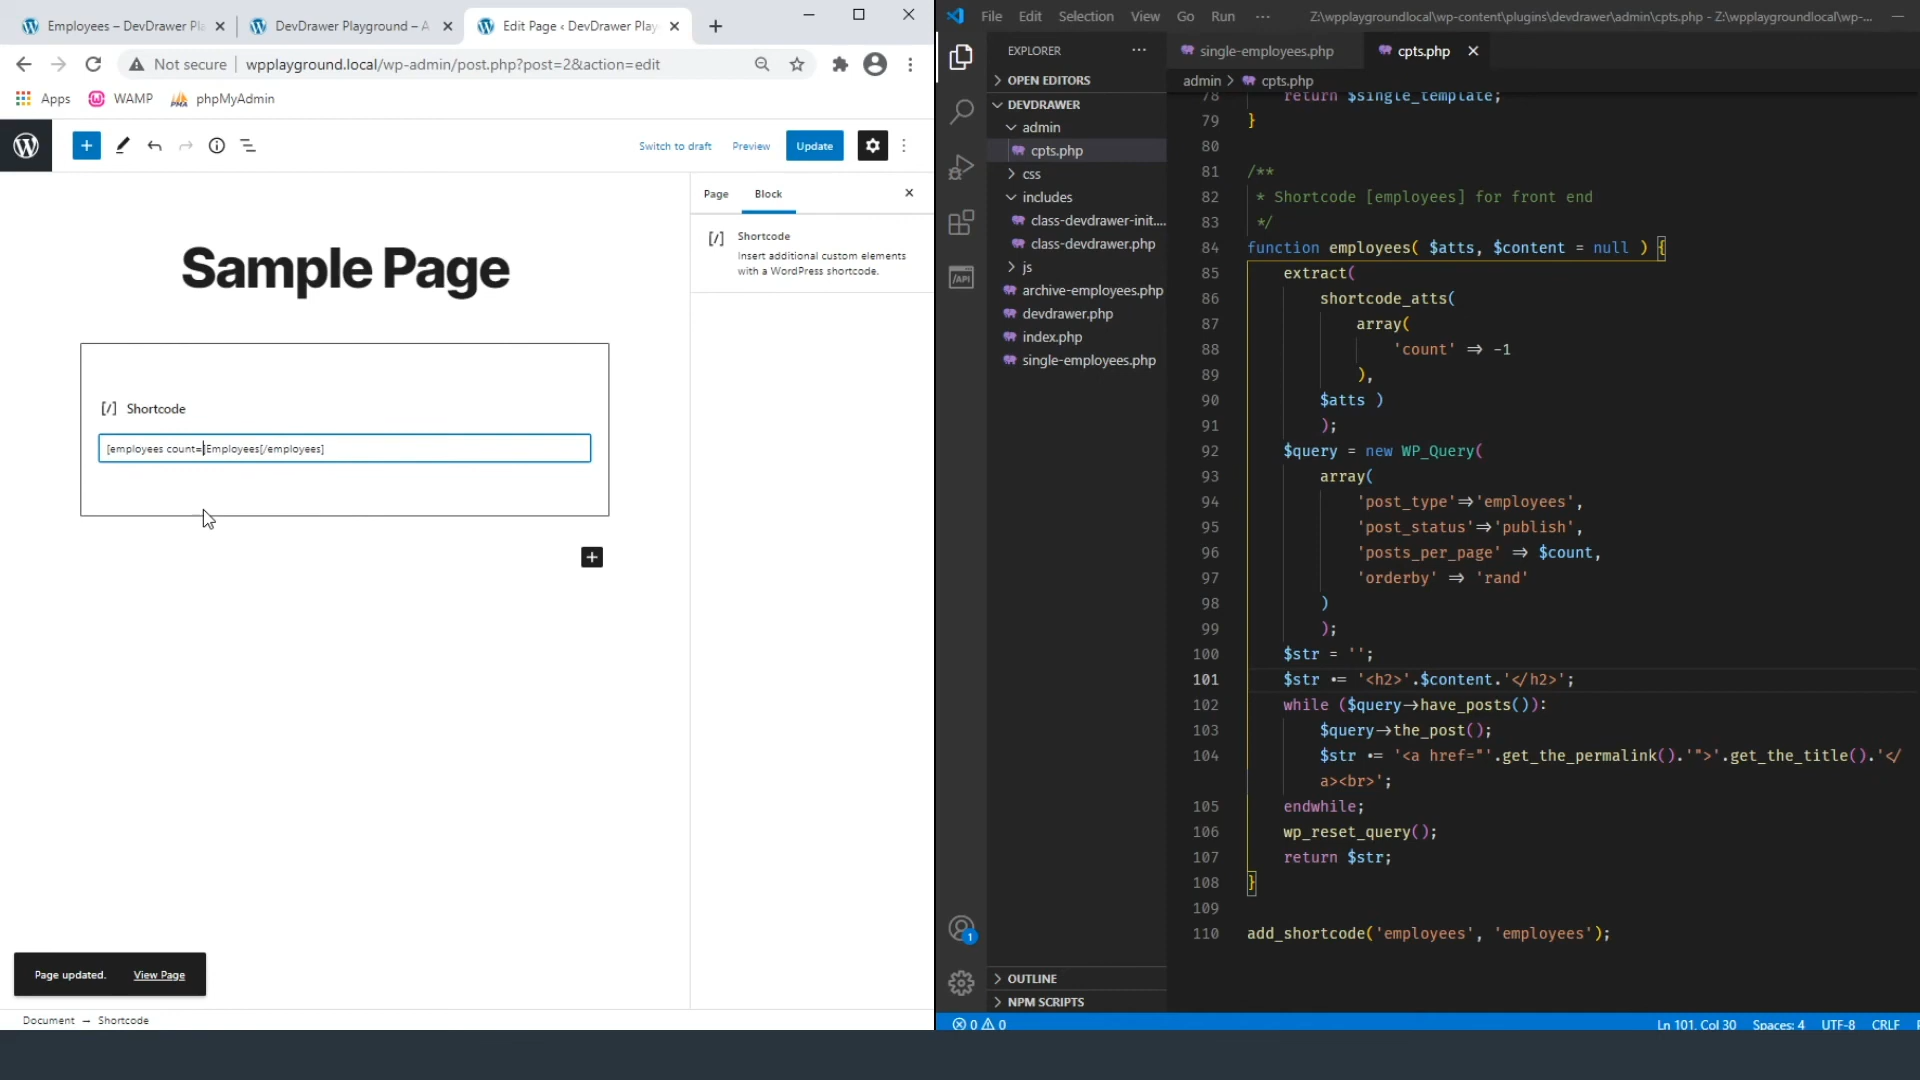 Employees – DevDrawer Pla
DevDrawer Playground – A
Edit Page ‹ DevDrawer Play
Not secure
wpplayground.local/wp-admin/post.php?post=2&action=edit
Apps
WAMP
phpMyAdmin
Switch to draft
Preview
Update
Page
Block
Shortcode
Insert additional custom elements
with a WordPress shortcode.
Sample Page
[/] Shortcode
[employees count=]Employees[/employees]
Page updated.
View Page
Document → Shortcode
File Edit Selection View Go Run ···
Z:\wpplaygroundlocal\wp-content\plugins\devdrawer\admin\cpts.php - Z:\wpplaygroundlocal\wp-...
EXPLORER
OPEN EDITORS
DEVDRAWER
admin
cpts.php
css
includes
class-devdrawer-init....
class-devdrawer.php
js
archive-employees.php
devdrawer.php
index.php
single-employees.php
OUTLINE
NPM SCRIPTS
single-employees.php
cpts.php
admin > cpts.php
78 return $single_template;
79 }
80
81 /**
82 * Shortcode [employees] for front end
83 */
84 function employees( $atts, $content = null ) {
85 extract(
86 shortcode_atts(
87 array(
88 'count' => -1
89 ),
90 $atts )
91 );
92 $query = new WP_Query(
93 array(
94 'post_type'=>'employees',
95 'post_status'=>'publish',
96 'posts_per_page' => $count,
97 'orderby' => 'rand'
98 )
99 );
100 $str = '';
101 $str .= '<h2>'.$content.'</h2>';
102 while ($query->have_posts()):
103 $query->the_post();
104 $str .= '<a href="'.get_the_permalink().'">'.get_the_title().'</
a><br>';
105 endwhile;
106 wp_reset_query();
107 return $str;
108 }
109
110 add_shortcode('employees', 'employees');
1
0 0
Ln 101, Col 30
Spaces: 4
UTF-8
CRLF